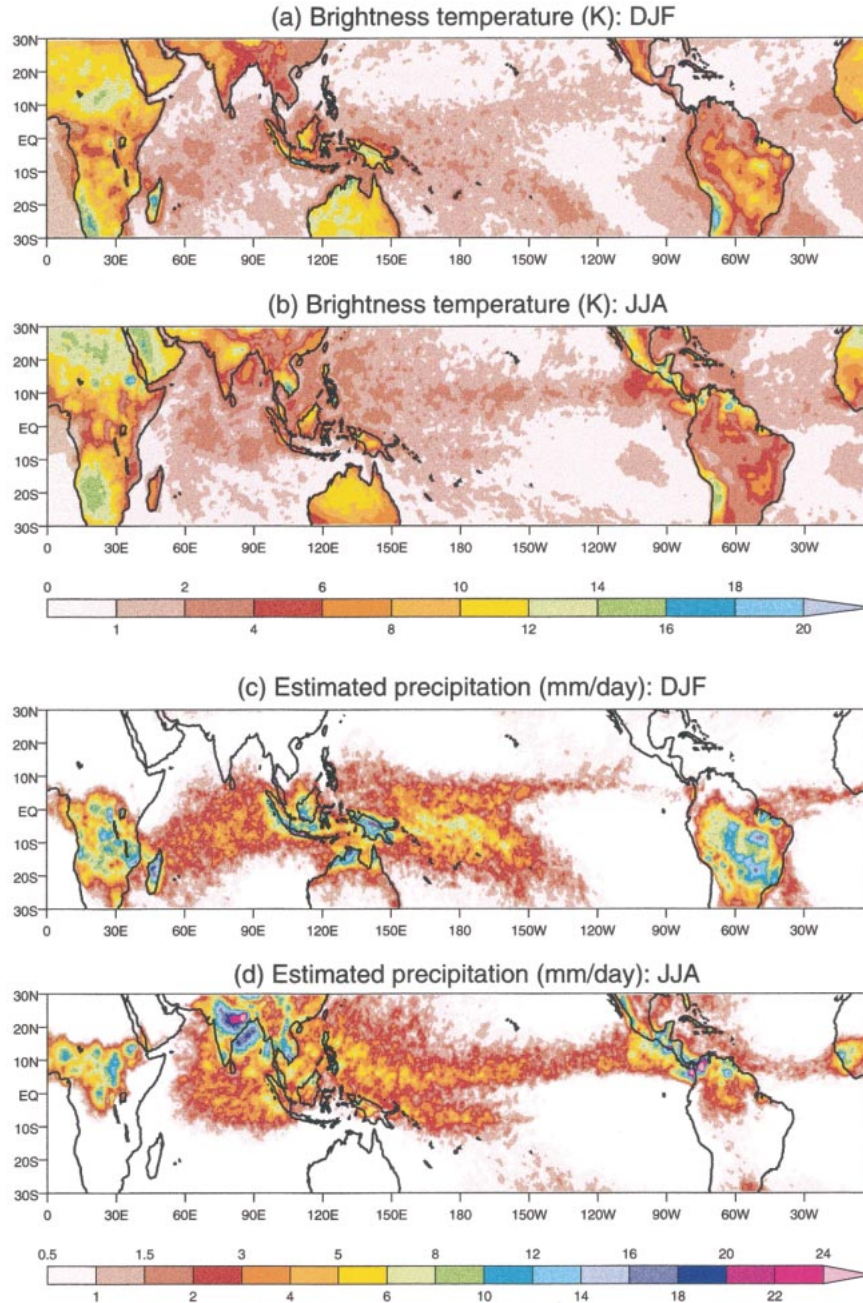 (a) Brightness temperature (K): DJF
30N
20N
10N
EQ
10S
20S
30S
0 30E 60E 90E 120E 150E 180 150W 120W 90W 60W 30W
(b) Brightness temperature (K): JJA
30N
20N
10N
EQ
10S
20S
30S
0 30E 60E 90E 120E 150E 180 150W 120W 90W 60W 30W
0 2 6 10 14 18
1 4 8 12 16 20
(c) Estimated precipitation (mm/day): DJF
30N
20N
10N
EQ
10S
20S
30S
0 30E 60E 90E 120E 150E 180 150W 120W 90W 60W 30W
(d) Estimated precipitation (mm/day): JJA
30N
20N
10N
EQ
10S
20S
30S
0 30E 60E 90E 120E 150E 180 150W 120W 90W 60W 30W
0.5 1.5 3 5 8 12 16 20 24
1 2 4 6 10 14 18 22